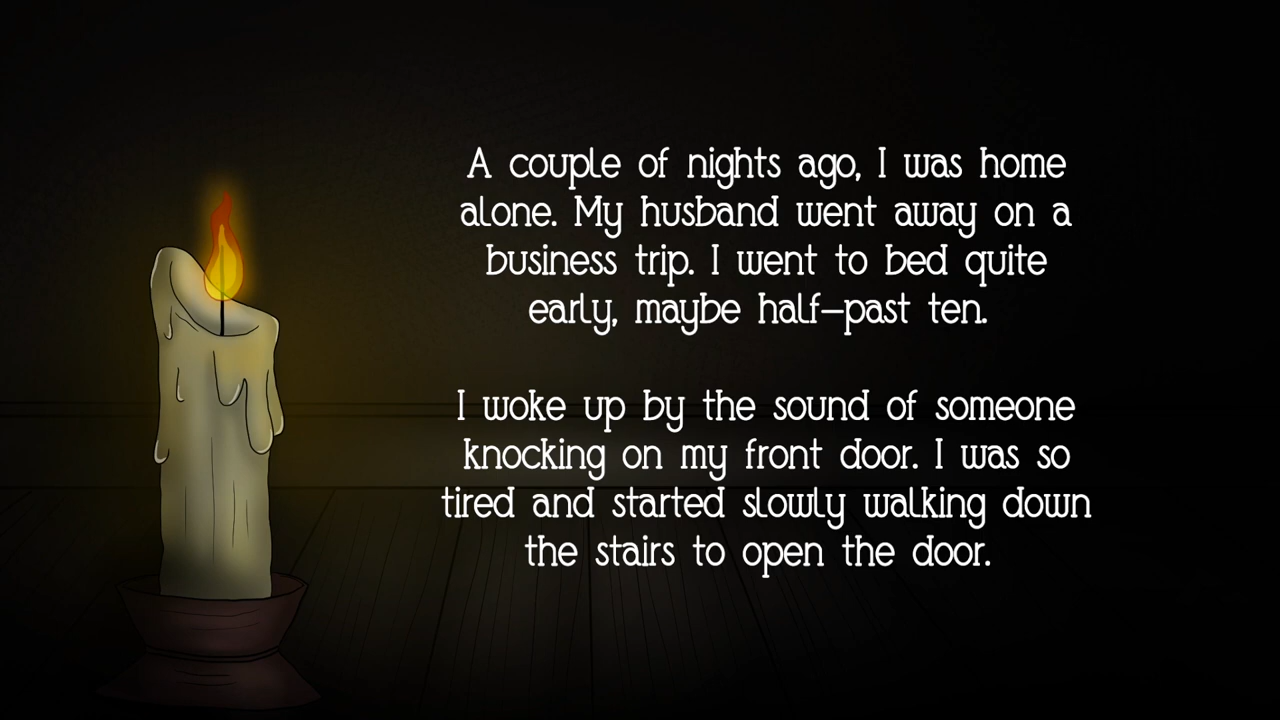 A couple of nights ago, I was home
alone. My husband went away on a
business trip. I went to bed quite
early, maybe half-past ten.
I woke up by the sound of someone
knocking on my front door. I was so
tired and started slowly walking down
the stairs to open the door.